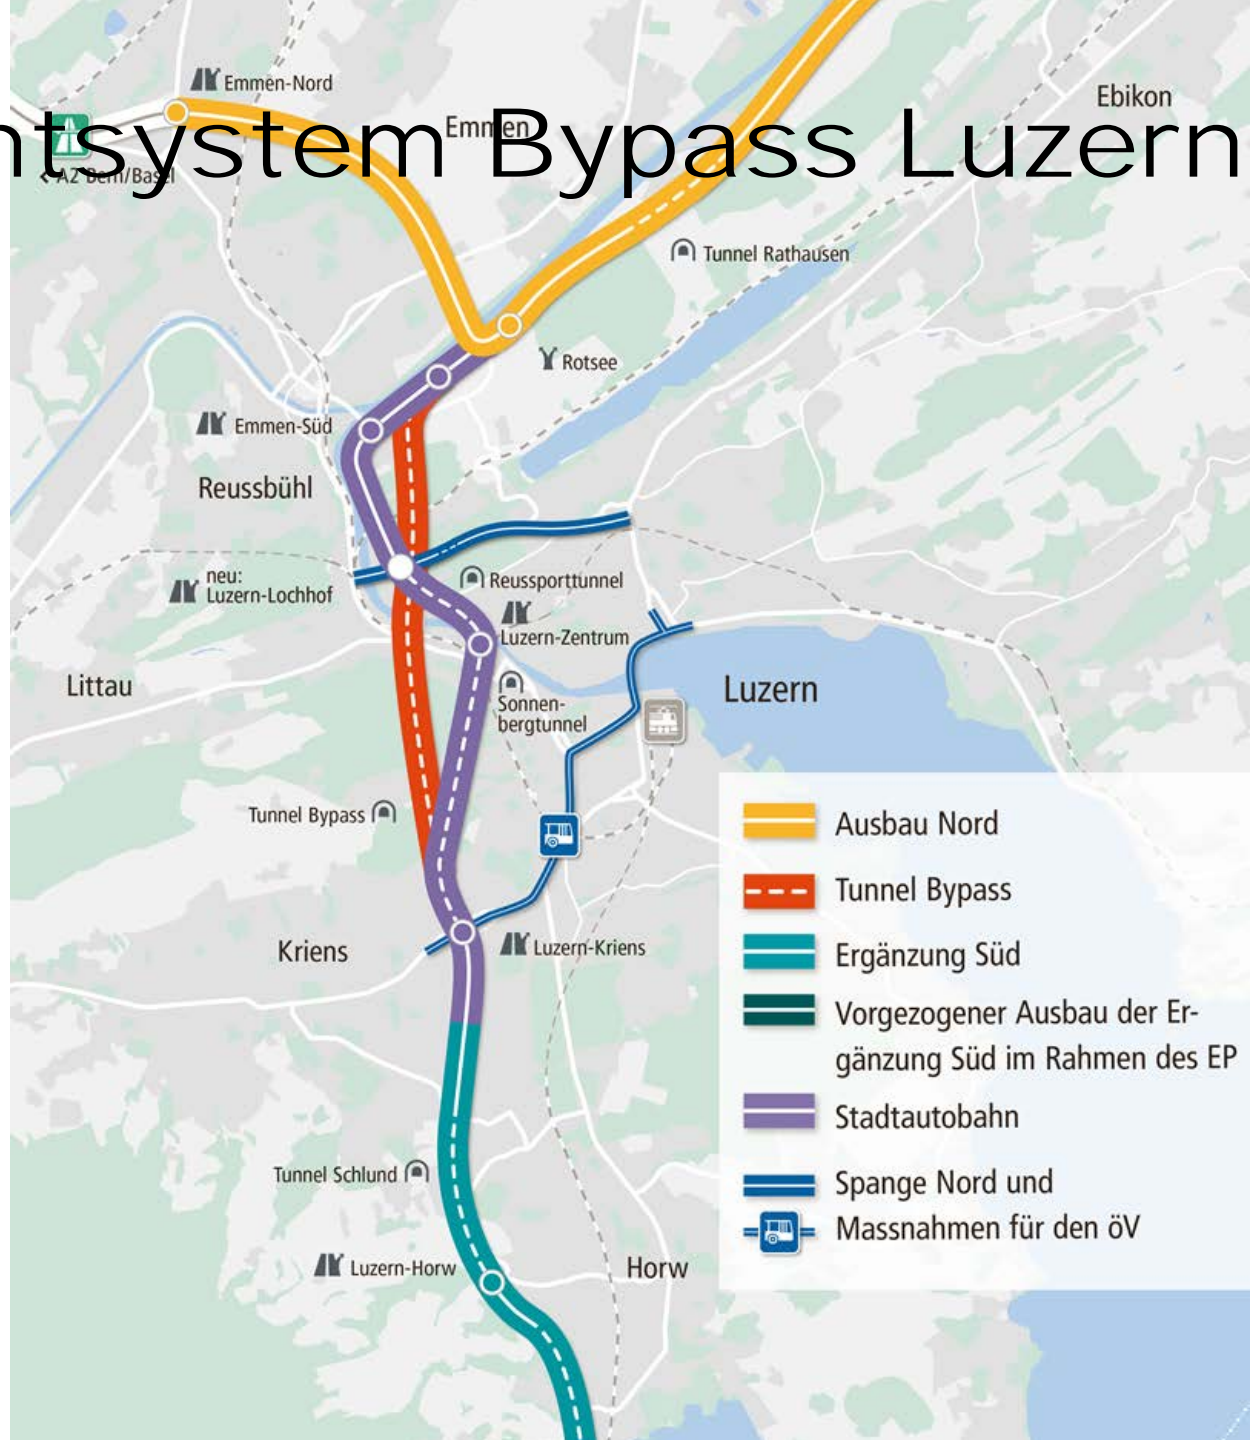 Emmen-Nord
Ebikon
Emmen
ntsystem Bypass Luzern
< A2 Bern/Basel
Tunnel Rathausen
Rotsee
Emmen-Süd
Reussbühl
neu:
Luzern-Lochhof
Reussporttunnel
Luzern-Zentrum
Littau
Luzern
Sonnen-
bergtunnel
Tunnel Bypass
Kriens
Luzern-Kriens
Tunnel Schlund
Luzern-Horw
Horw
Ausbau Nord
Tunnel Bypass
Ergänzung Süd
Vorgezogener Ausbau der Er-
gänzung Süd im Rahmen des EP
Stadtautobahn
Spange Nord und
Massnahmen für den öV